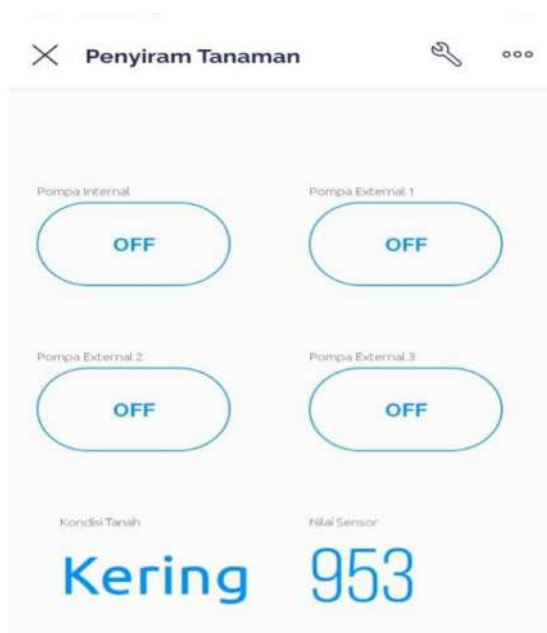 Penyiram Tanaman
Pompa Internal
Pompa External 1
OFF
OFF
Pompa External 2
Pompa External 3
OFF
OFF
Kondisi Tanah
Nilai Sensor
Kering
953